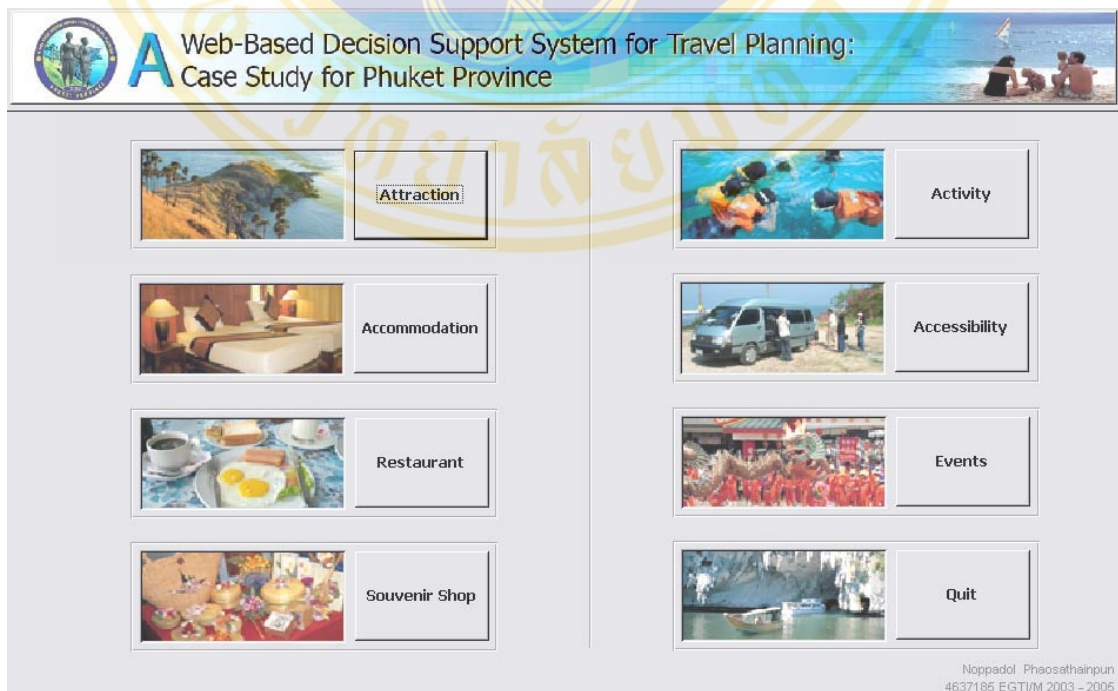 A Web-Based Decision Support System for Travel Planning:
Case Study for Phuket Province
Attraction
Activity
Accommodation
Accessibility
Restaurant
Events
Souvenir Shop
Quit
Noppadol Phaosathainpun
4637185 EGTI/M 2003 - 2005